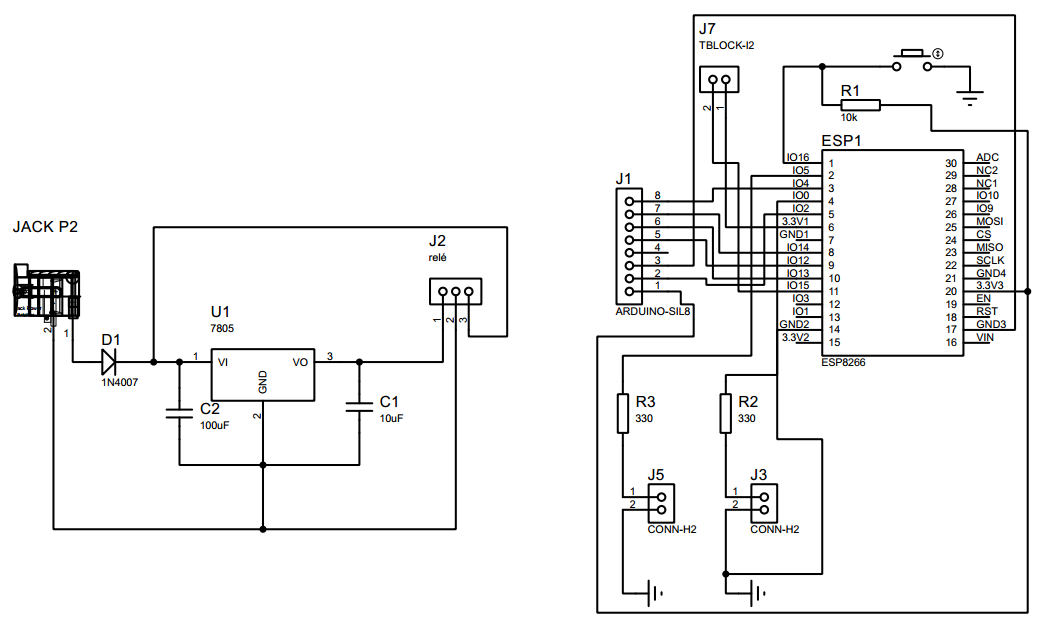 JACK P2
2
1
D1
1N4007
U1
7805
1
VI
VO
3
GND
2
C2
100uF
C1
10uF
J2
relé
1
2
3
J7
TBLOCK-I2
2
1
R1
10k
J1
8
7
6
5
4
3
2
1
ARDUINO-SIL8
ESP1
IO16 1
IO5 2
IO4 3
IO0 4
IO2 5
3.3V1 6
GND1 7
IO14 8
IO12 9
IO13 10
IO15 11
IO3 12
IO1 13
GND2 14
3.3V2 15
30 ADC
29 NC2
28 NC1
27 IO10
26 IO9
25 MOSI
24 CS
23 MISO
22 SCLK
21 GND4
20 3.3V3
19 EN
18 RST
17 GND3
16 VIN
ESP8266
R3
330
R2
330
J5
1
2
CONN-H2
J3
1
2
CONN-H2